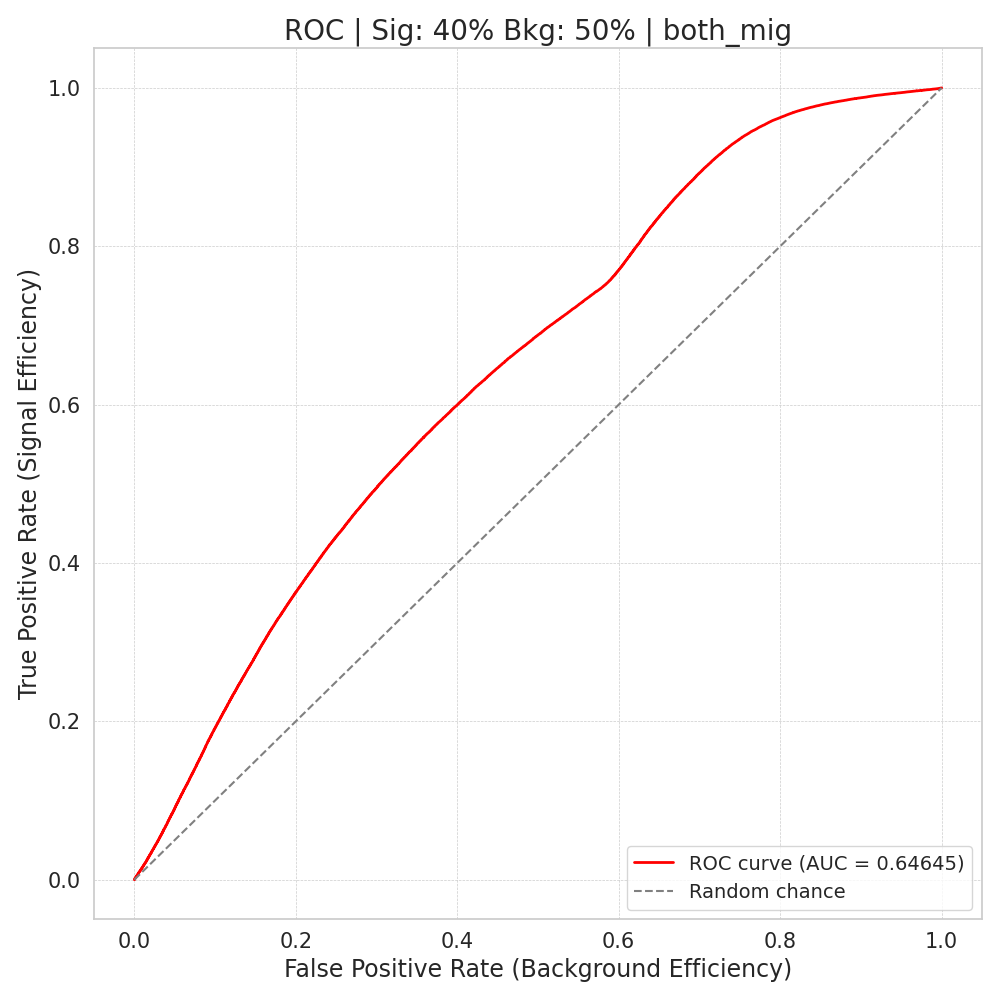 ROC | Sig: 40% Bkg: 50% | both_mig
1.0
0.8
0.6
0.4
0.2
0.0
True Positive Rate (Signal Efficiency)
ROC curve (AUC = 0.64645)
Random chance
0.0 0.2 0.4 0.6 0.8 1.0
False Positive Rate (Background Efficiency)